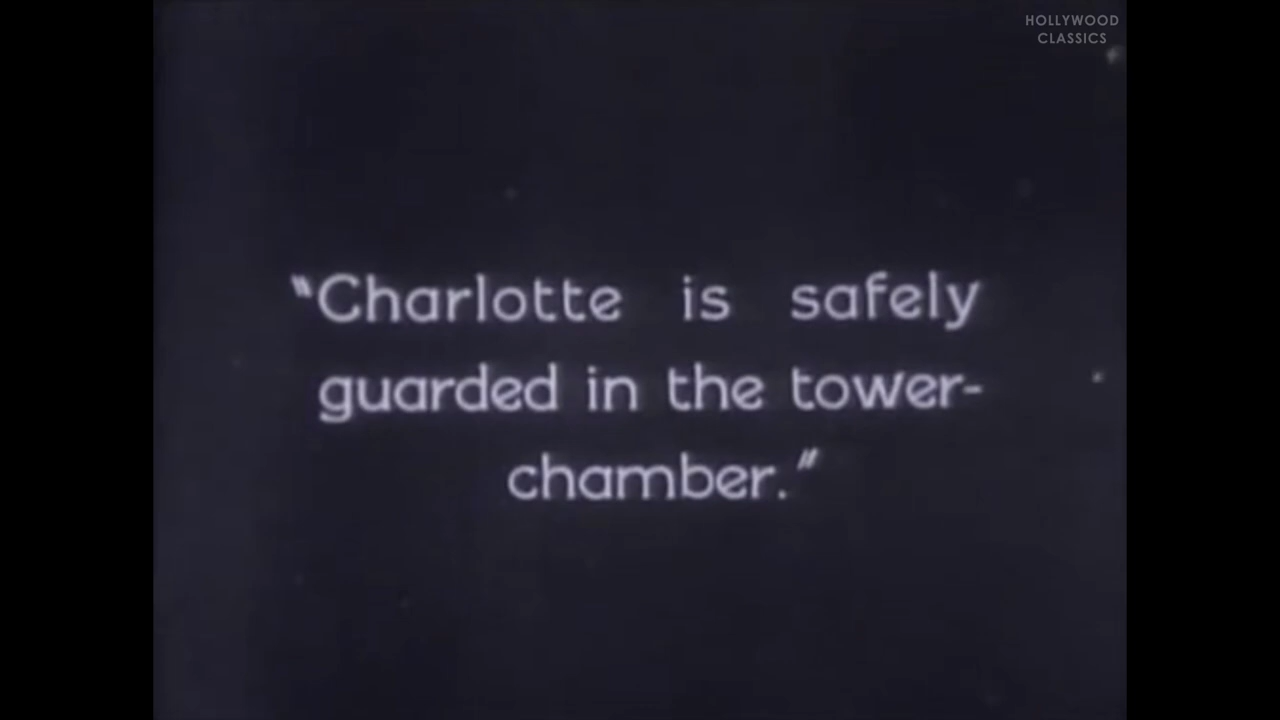 HOLLYWOOD
CLASSICS
"Charlotte is safely
guarded in the tower-
chamber."